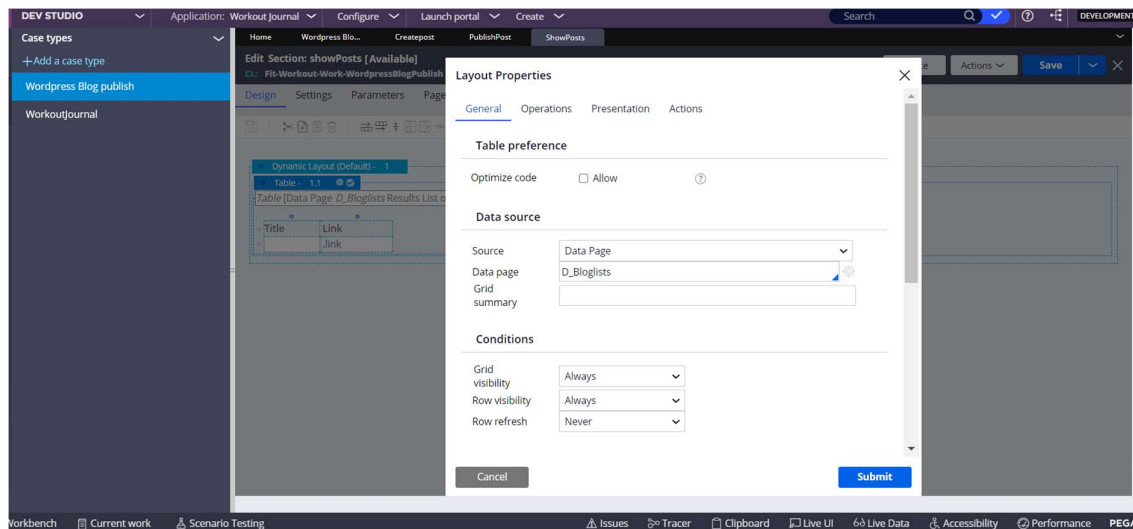 DEV STUDIO Application: Workout Journal Configure Launch portal Create Search DEVELOPMENT
Case types
+Add a case type
Wordpress Blog publish
WorkoutJournal
Home Wordpress Blo... Createpost PublishPost ShowPosts
Edit Section: showPosts [Available]
CL: Fit-Workout-Work-WordpressBlogPublish
Actions Save
Design Settings Parameters Page
Dynamic Layout (Default) - 1
Table - 1.1
Table [Data Page D_Bloglists Results List o
Title Link
.link
Layout Properties
General Operations Presentation Actions
Table preference
Optimize code Allow
Data source
Source Data Page
Data page D_Bloglists
Grid
summary
Conditions
Grid
visibility Always
Row visibility Always
Row refresh Never
Cancel Submit
Workbench Current work Scenario Testing Issues Tracer Clipboard Live UI Live Data Accessibility Performance PEGA